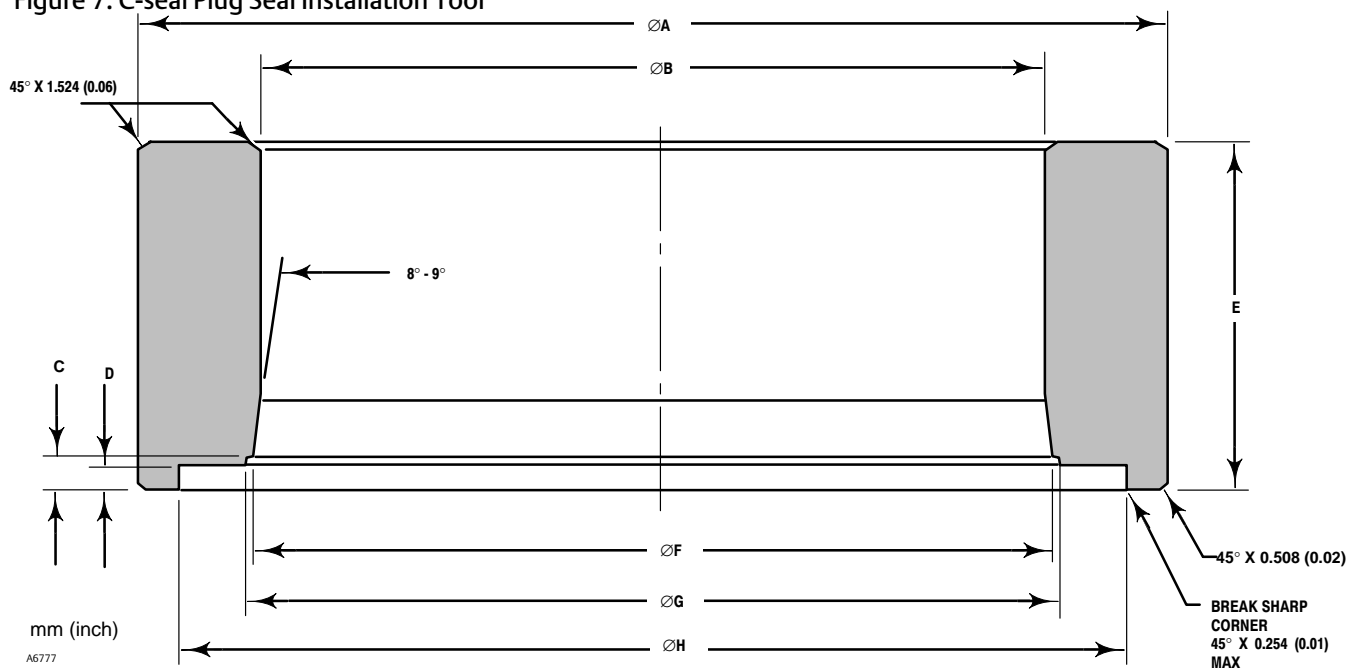 Figure 7. C-seal Plug Seal Installation Tool
∅A
∅B
45° X 1.524 (0.06)
8° - 9°
E
C
D
∅F
45° X 0.508 (0.02)
∅G
BREAK SHARP
CORNER
45° X 0.254 (0.01)
MAX
mm (inch)
∅H
A6777